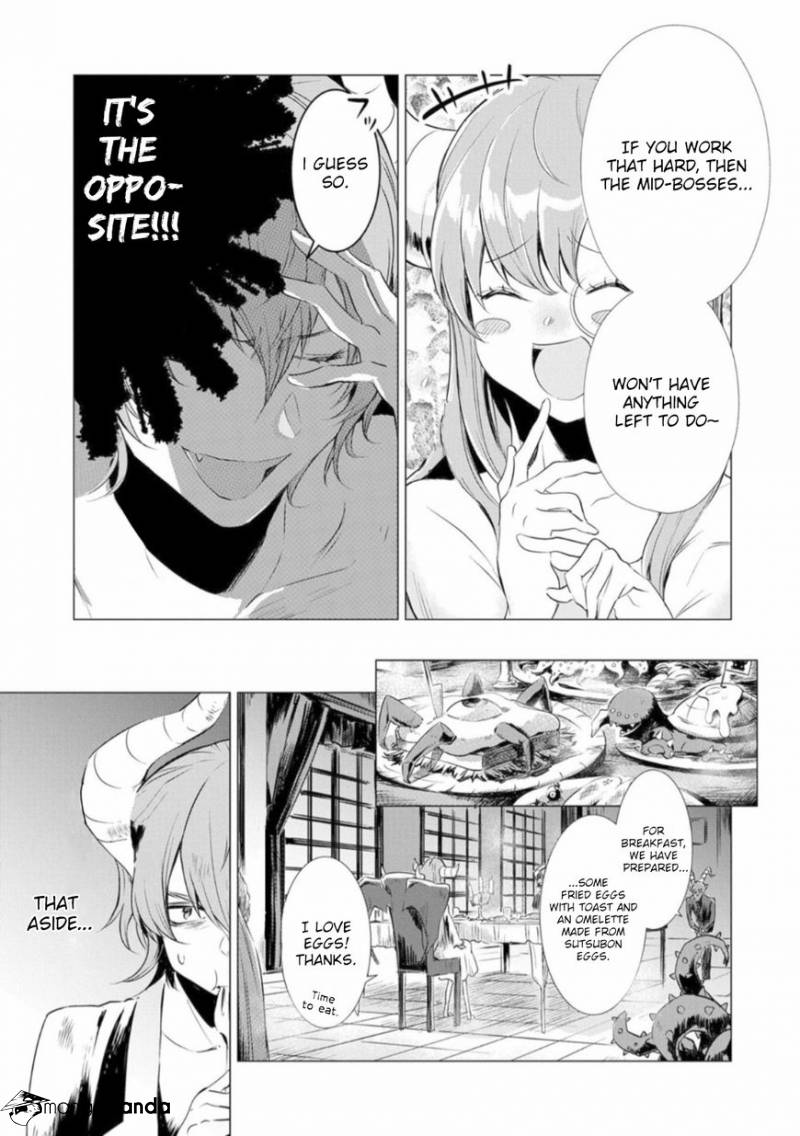 IF YOU WORK
THAT HARD, THEN
THE MID-BOSSES...
WON'T HAVE
ANYTHING
LEFT TO DO~
I GUESS
SO.
IT'S
THE
OPPO-
SITE!!!
FOR
BREAKFAST,
WE HAVE
PREPARED...
...SOME
FRIED EGGS
WITH TOAST AND
AN OMELETTE
MADE FROM
SUTSUBON
EGGS.
I LOVE
EGGS!
THANKS.
Time
to eat.
THAT
ASIDE...